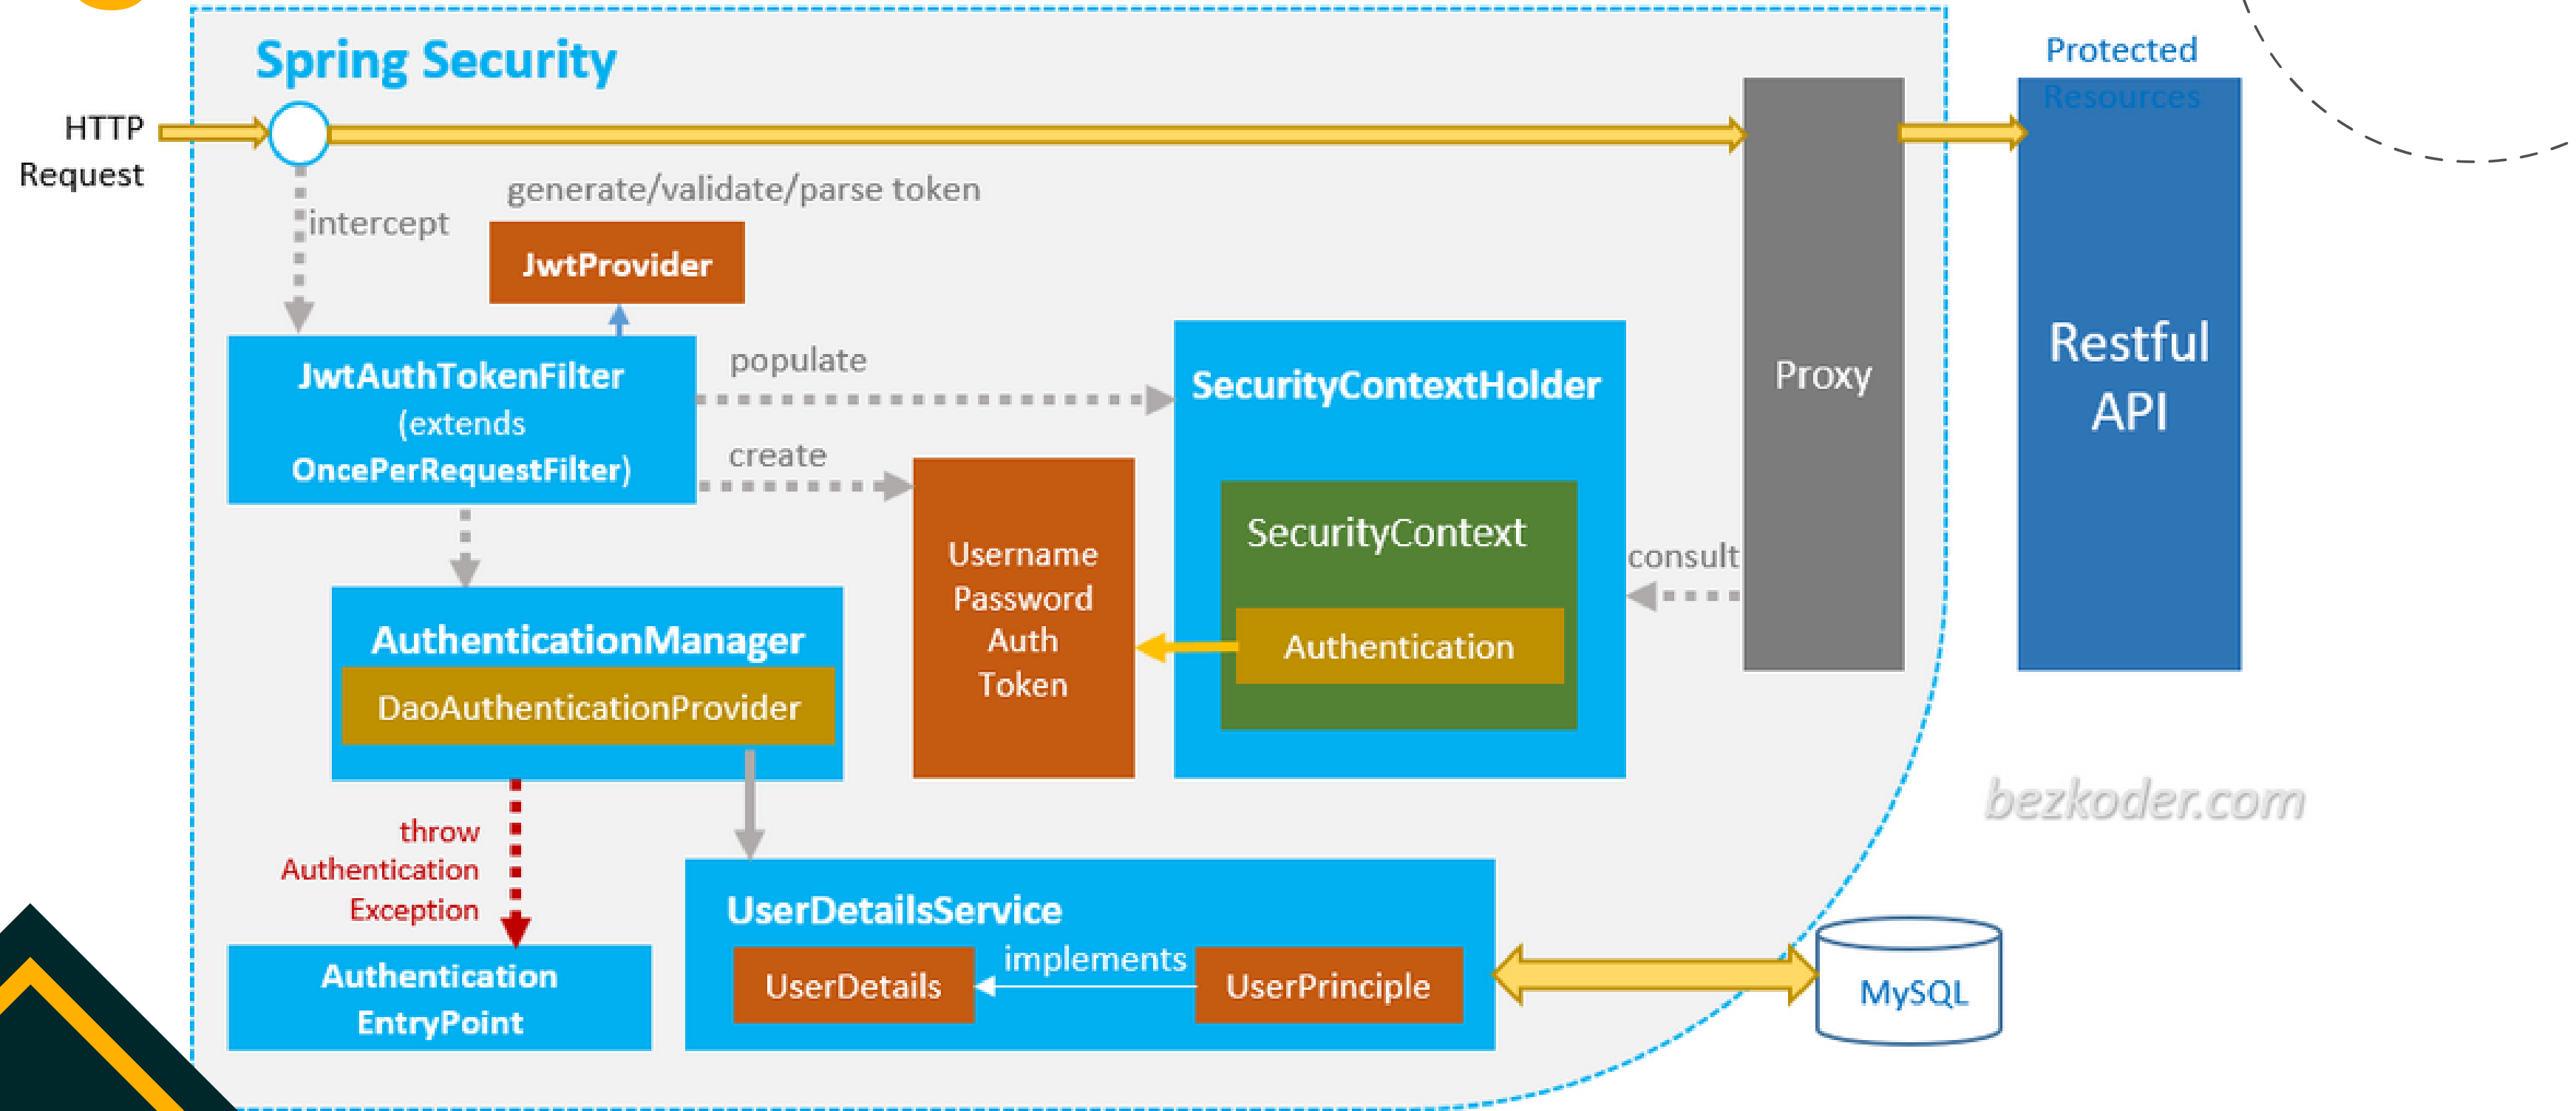 Spring Security
Protected
Resources
HTTP
Request
generate/validate/parse token
intercept
JwtProvider
JwtAuthTokenFilter
(extends
OncePerRequestFilter)
populate
create
SecurityContextHolder
SecurityContext
Authentication
Username
Password
Auth
Token
consult
Proxy
Restful
API
AuthenticationManager
DaoAuthenticationProvider
throw
Authentication
Exception
Authentication
EntryPoint
UserDetailsService
UserDetails
implements
UserPrinciple
MySQL
bezkoder.com